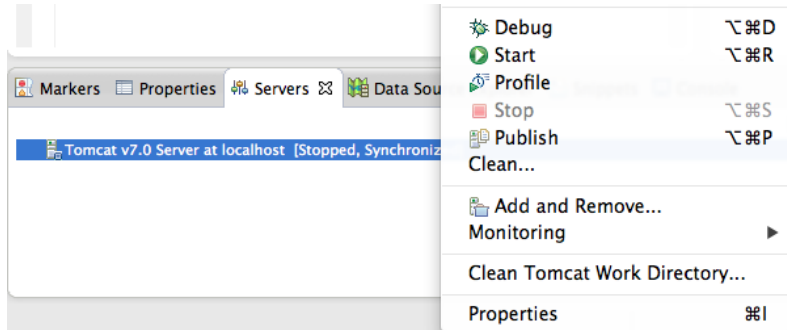 Debug ⌥⌘D
Start ⌥⌘R
Profile
Stop ⌥⌘S
Publish ⌥⌘P
Clean...
Add and Remove...
Monitoring
Clean Tomcat Work Directory...
Properties ⌘I
Markers Properties Servers Data Sou
Tomcat v7.0 Server at localhost [Stopped, Synchroniz